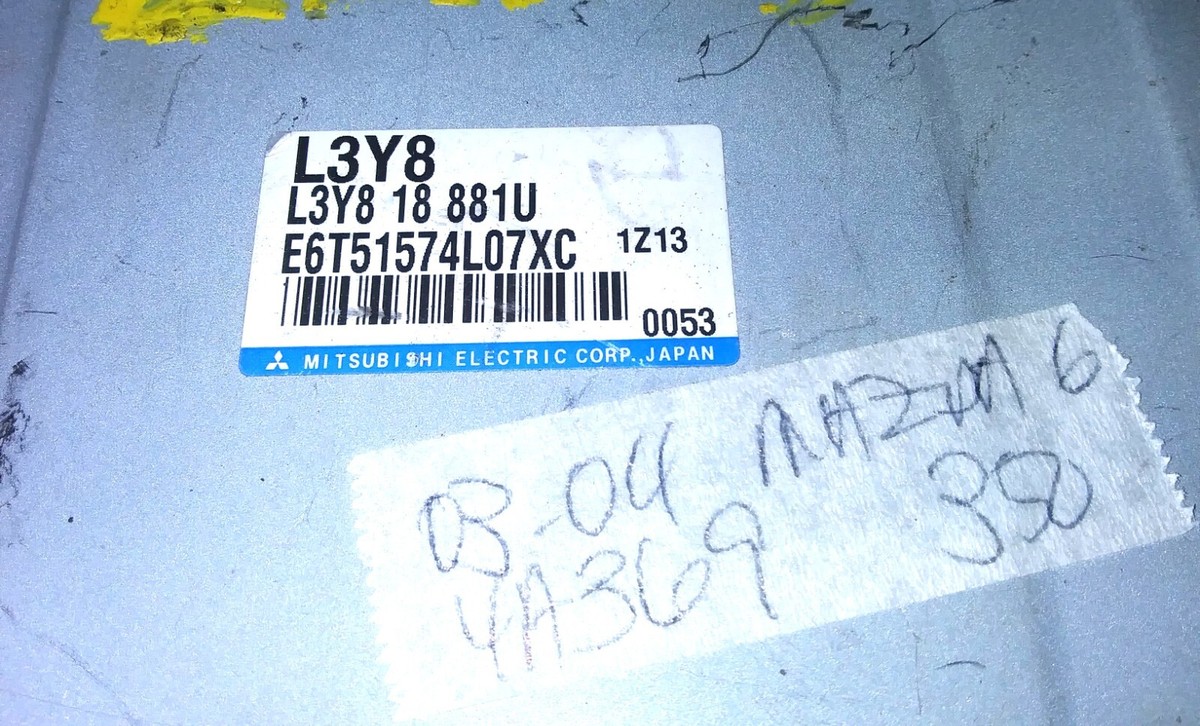 L3Y8
L3Y8 18 881U
E6T51574L07XC 1Z13
0053
MITSUBISHI ELECTRIC CORP., JAPAN
03-04 MAZDA 6
4A369 350